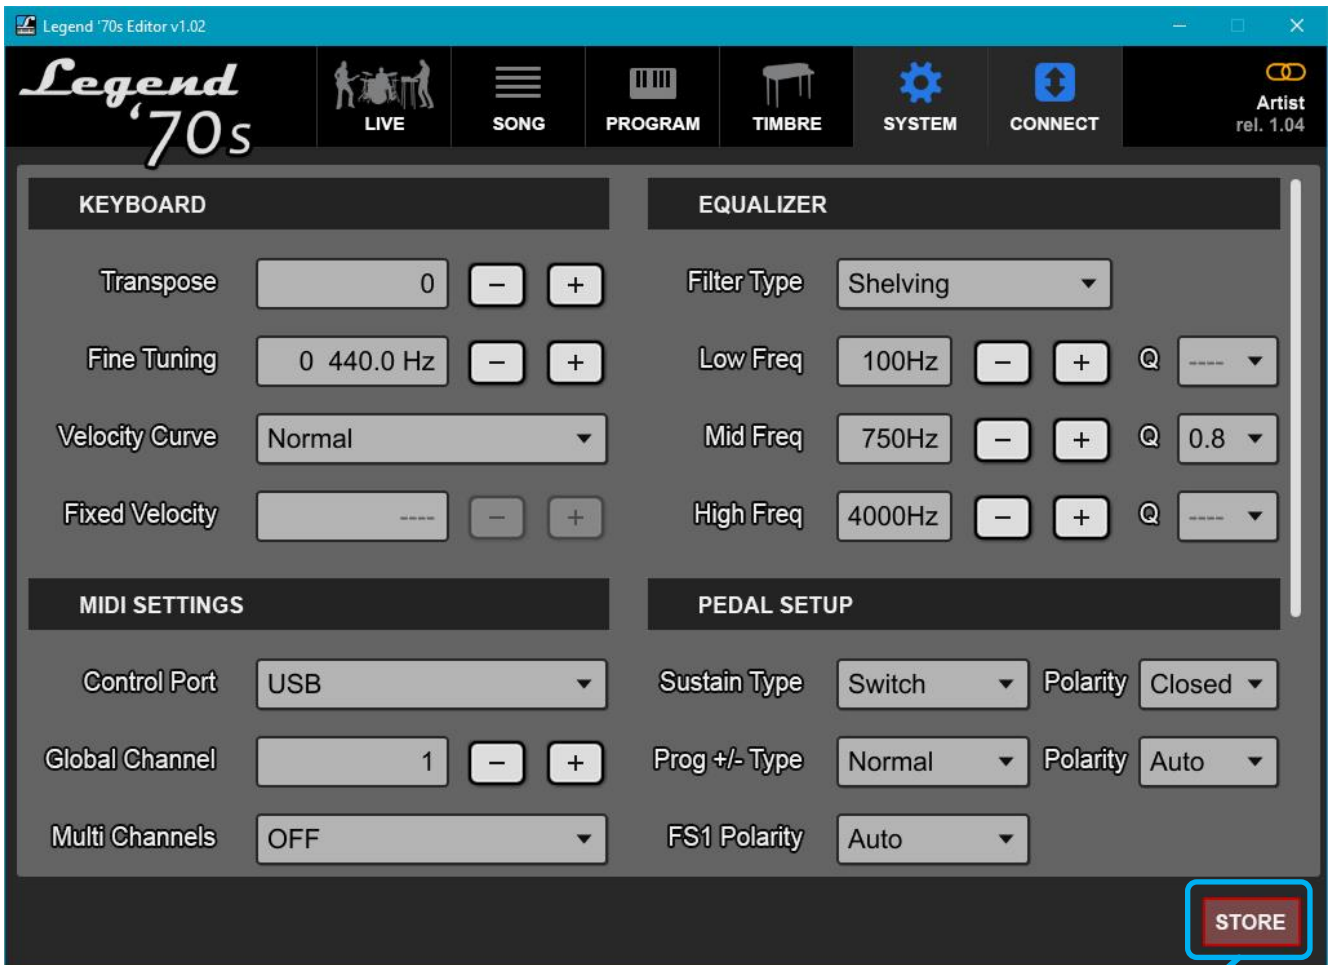 Legend '70s Editor v1.02
Legend
'70s
LIVE
SONG
PROGRAM
TIMBRE
SYSTEM
CONNECT
Artist
rel. 1.04
KEYBOARD
Transpose 0 - +
Fine Tuning 0 440.0 Hz - +
Velocity Curve Normal
Fixed Velocity ---- - +
EQUALIZER
Filter Type Shelving
Low Freq 100Hz - + Q ----
Mid Freq 750Hz - + Q 0.8
High Freq 4000Hz - + Q ----
MIDI SETTINGS
Control Port USB
Global Channel 1 - +
Multi Channels OFF
PEDAL SETUP
Sustain Type Switch Polarity Closed
Prog +/- Type Normal Polarity Auto
FS1 Polarity Auto
STORE